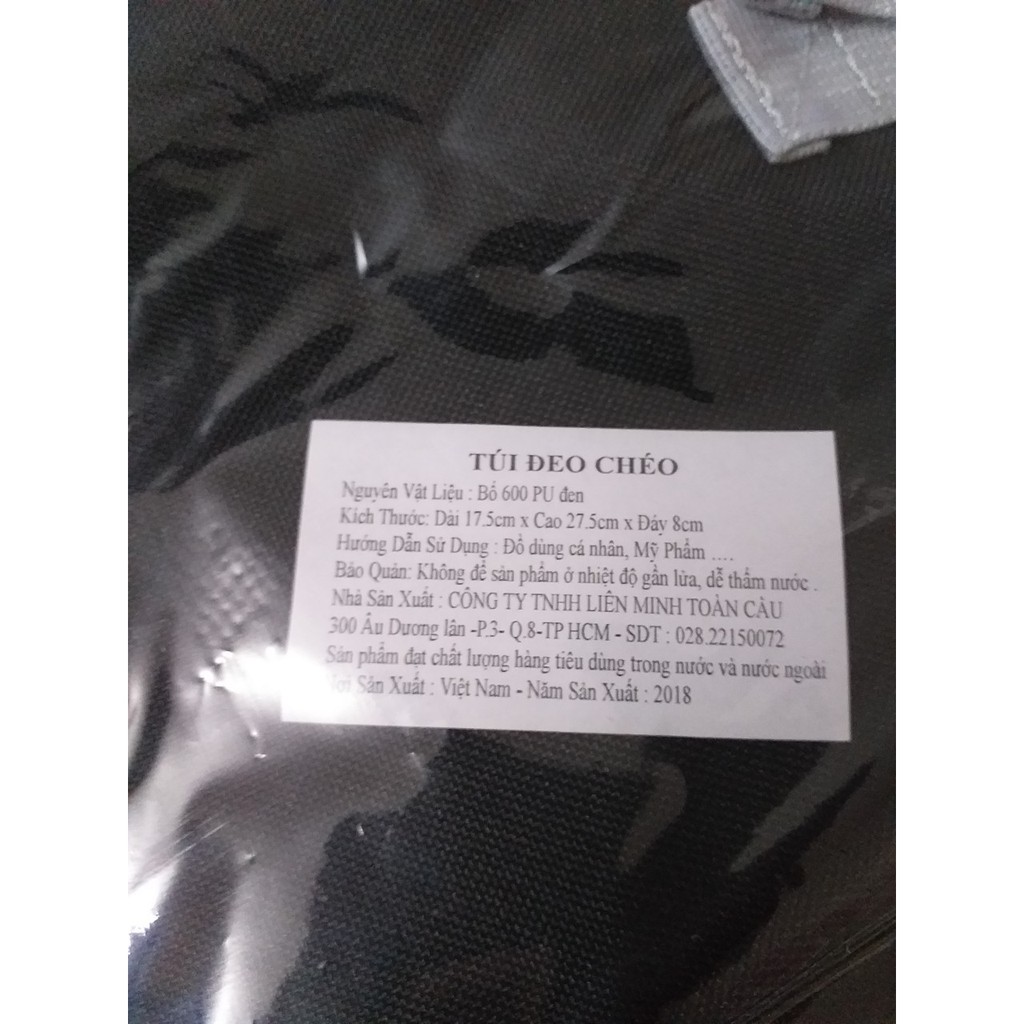 TÚI ĐEO CHÉO
Nguyên Vật Liệu : Bố 600 PU đen
Kích Thước: Dài 17.5cm x Cao 27.5cm x Đáy 8cm
Hướng Dẫn Sử Dụng : Đồ dùng cá nhân, Mỹ Phẩm ....
Bảo Quản: Không để sản phẩm ở nhiệt độ gần lửa, dễ thấm nước .
Nhà Sản Xuất : CÔNG TY TNHH LIÊN MINH TOÀN CẦU
300 Âu Dương lân -P.3- Q.8-TP HCM - SDT : 028.22150072
Sản phẩm đạt chất lượng hàng tiêu dùng trong nước và nước ngoài
Sản Xuất : Việt Nam - Năm Sản Xuất : 2018